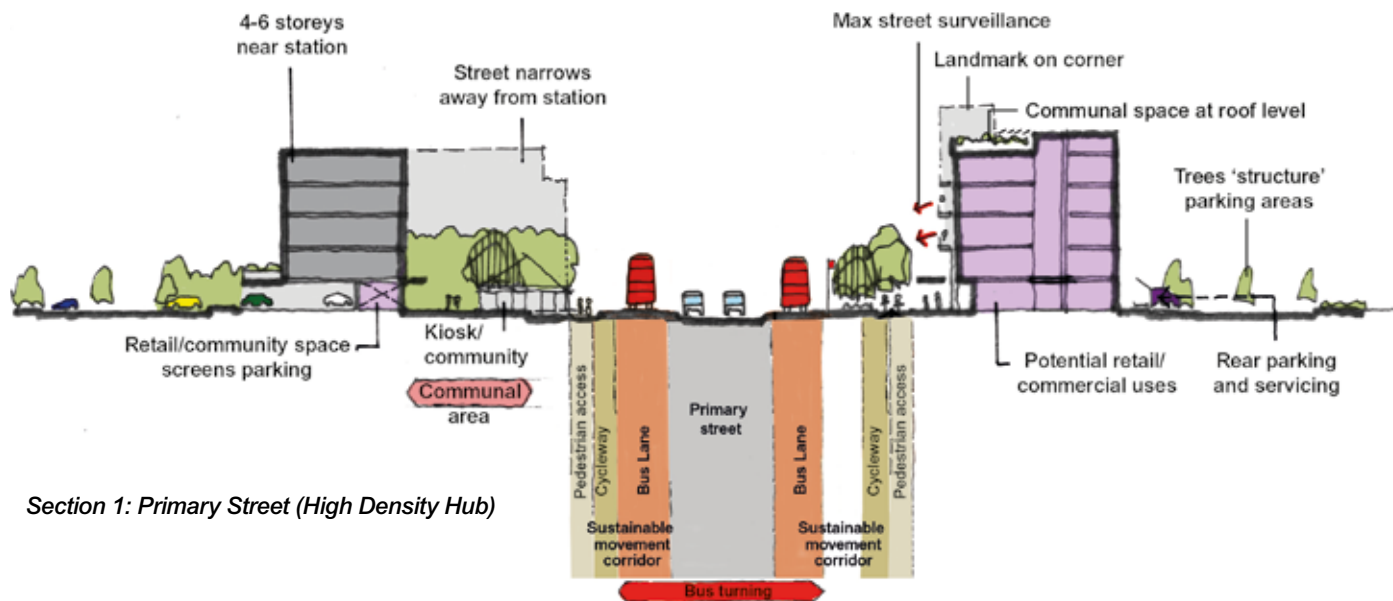 4-6 storeys
near station
Street narrows
away from station
Max street surveillance
Landmark on corner
Communal space at roof level
Trees ‘structure’
parking areas
Retail/community space
screens parking
Kiosk/
community
Communal
area
Potential retail/
commercial uses
Rear parking
and servicing
Pedestrian access
Cycleway
Bus Lane
Primary
street
Bus Lane
Cycleway
Pedestrian access
Sustainable
movement
corridor
Sustainable
movement
corridor
Bus turning
Section 1: Primary Street (High Density Hub)